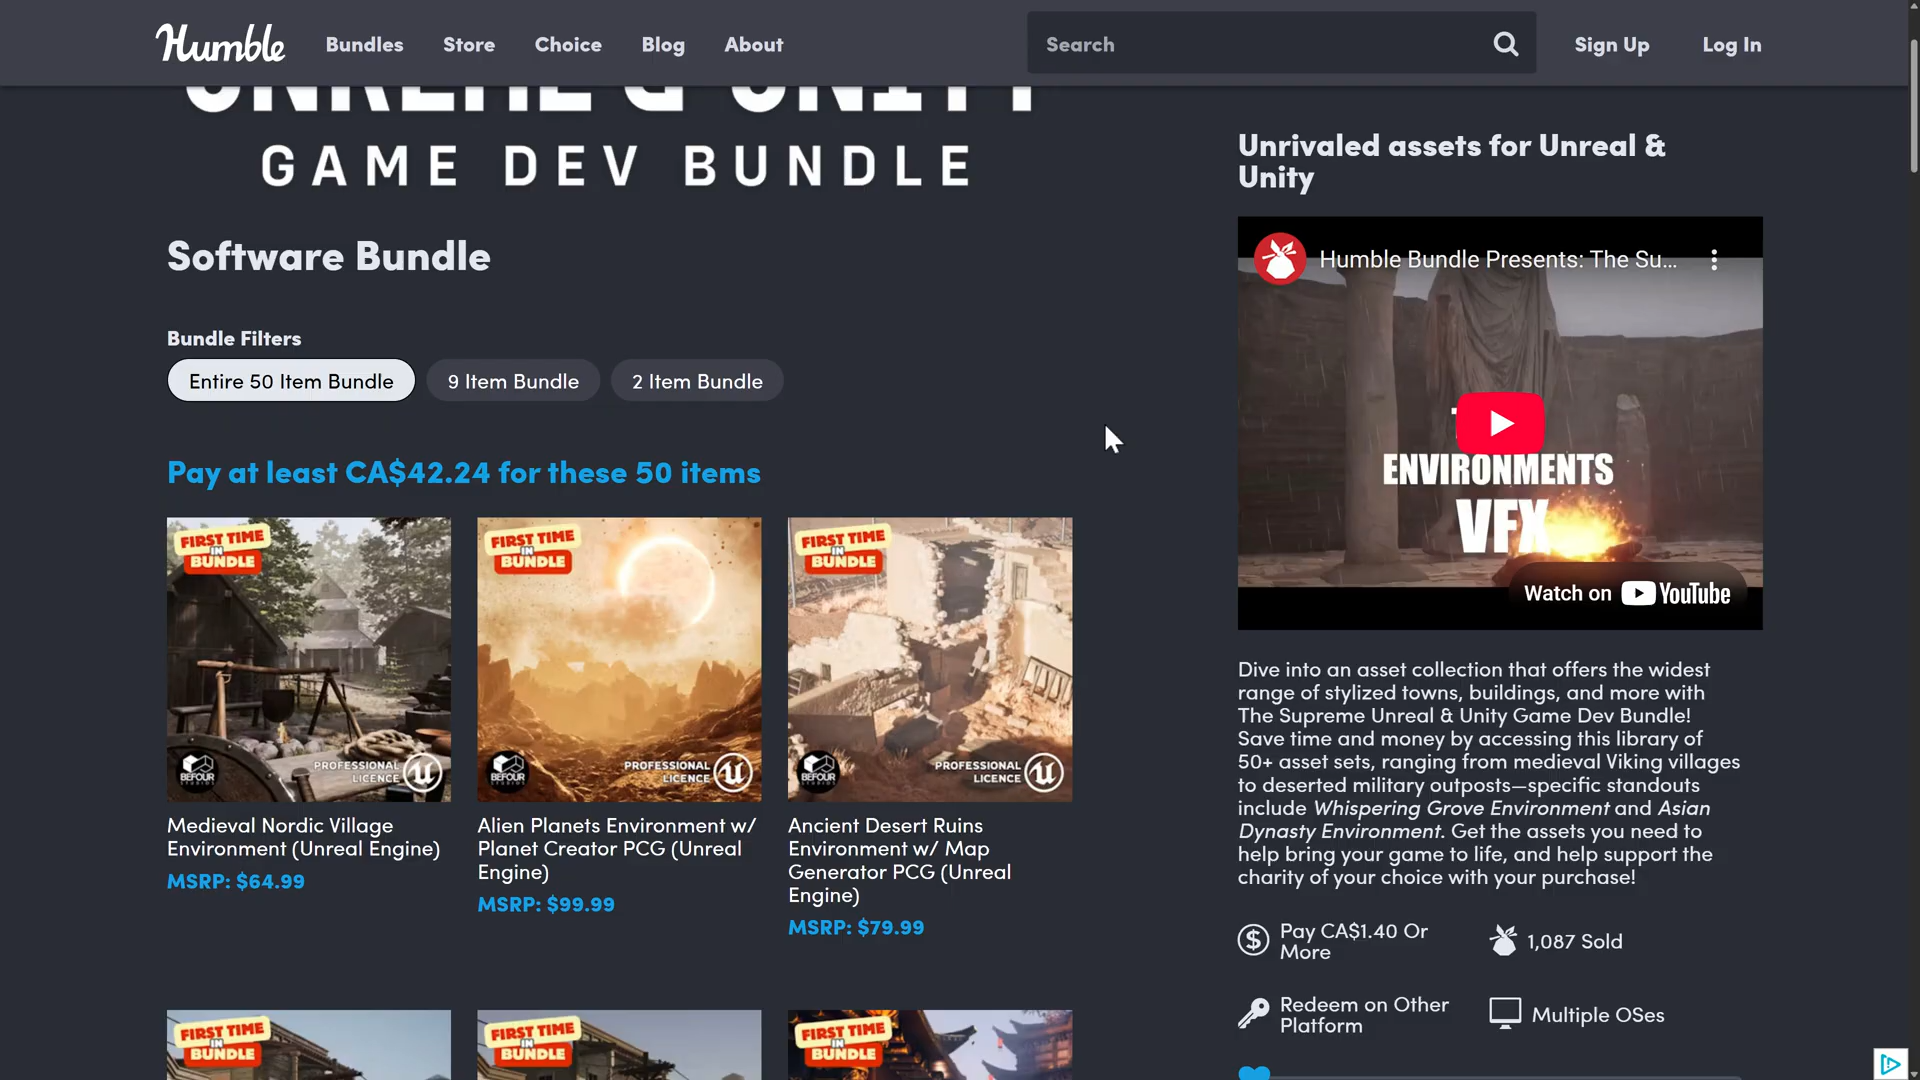 Humble
Bundles
Store
Choice
Blog
About
Search
Sign Up
Log In
UNREAL & UNITY
GAME DEV BUNDLE
Software Bundle
Bundle Filters
Entire 50 Item Bundle
9 Item Bundle
2 Item Bundle
Pay at least CA$42.24 for these 50 items
FIRST TIME
IN
BUNDLE
BEFOUR
STUDIOS
PROFESSIONAL
LICENCE
Medieval Nordic Village
Environment (Unreal Engine)
MSRP: $64.99
FIRST TIME
IN
BUNDLE
BEFOUR
STUDIOS
PROFESSIONAL
LICENCE
Alien Planets Environment w/
Planet Creator PCG (Unreal
Engine)
MSRP: $99.99
FIRST TIME
IN
BUNDLE
BEFOUR
STUDIOS
PROFESSIONAL
LICENCE
Ancient Desert Ruins
Environment w/ Map
Generator PCG (Unreal
Engine)
MSRP: $79.99
FIRST TIME
IN
BUNDLE
FIRST TIME
IN
BUNDLE
FIRST TIME
IN
BUNDLE
Unrivaled assets for Unreal &
Unity
Humble Bundle Presents: The Su...
ENVIRONMENTS
VFX
Watch on YouTube
Dive into an asset collection that offers the widest
range of stylized towns, buildings, and more with
The Supreme Unreal & Unity Game Dev Bundle!
Save time and money by accessing this library of
50+ asset sets, ranging from medieval Viking villages
to deserted military outposts—specific standouts
include Whispering Grove Environment and Asian
Dynasty Environment. Get the assets you need to
help bring your game to life, and help support the
charity of your choice with your purchase!
Pay CA$1.40 Or
More
1,087 Sold
Redeem on Other
Platform
Multiple OSes